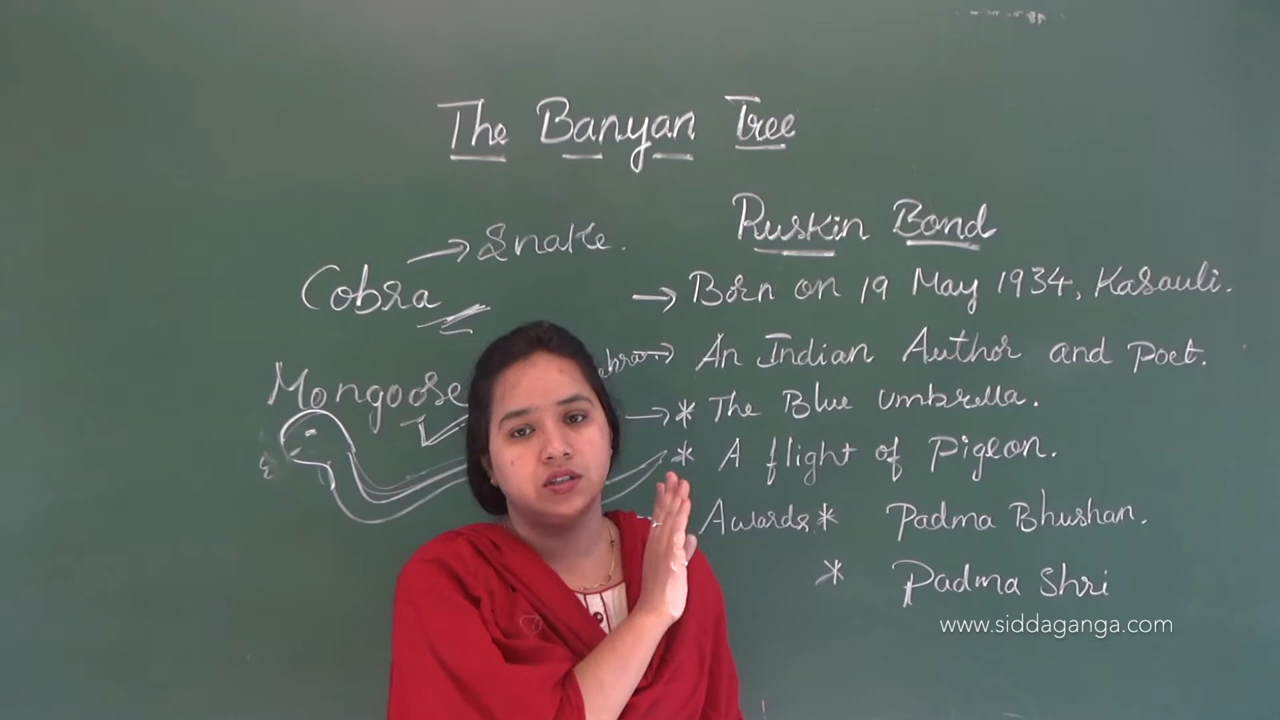 The Banyan Tree
Ruskin Bond
→ Snake.
Cobra
Mongoose
→ Born on 19 May 1934, Kasauli.
→ An Indian Author and Poet.
→ * The Blue Umbrella.
* A flight of Pigeon.
Awards * Padma Bhushan.
* Padma Shri
www.siddaganga.com